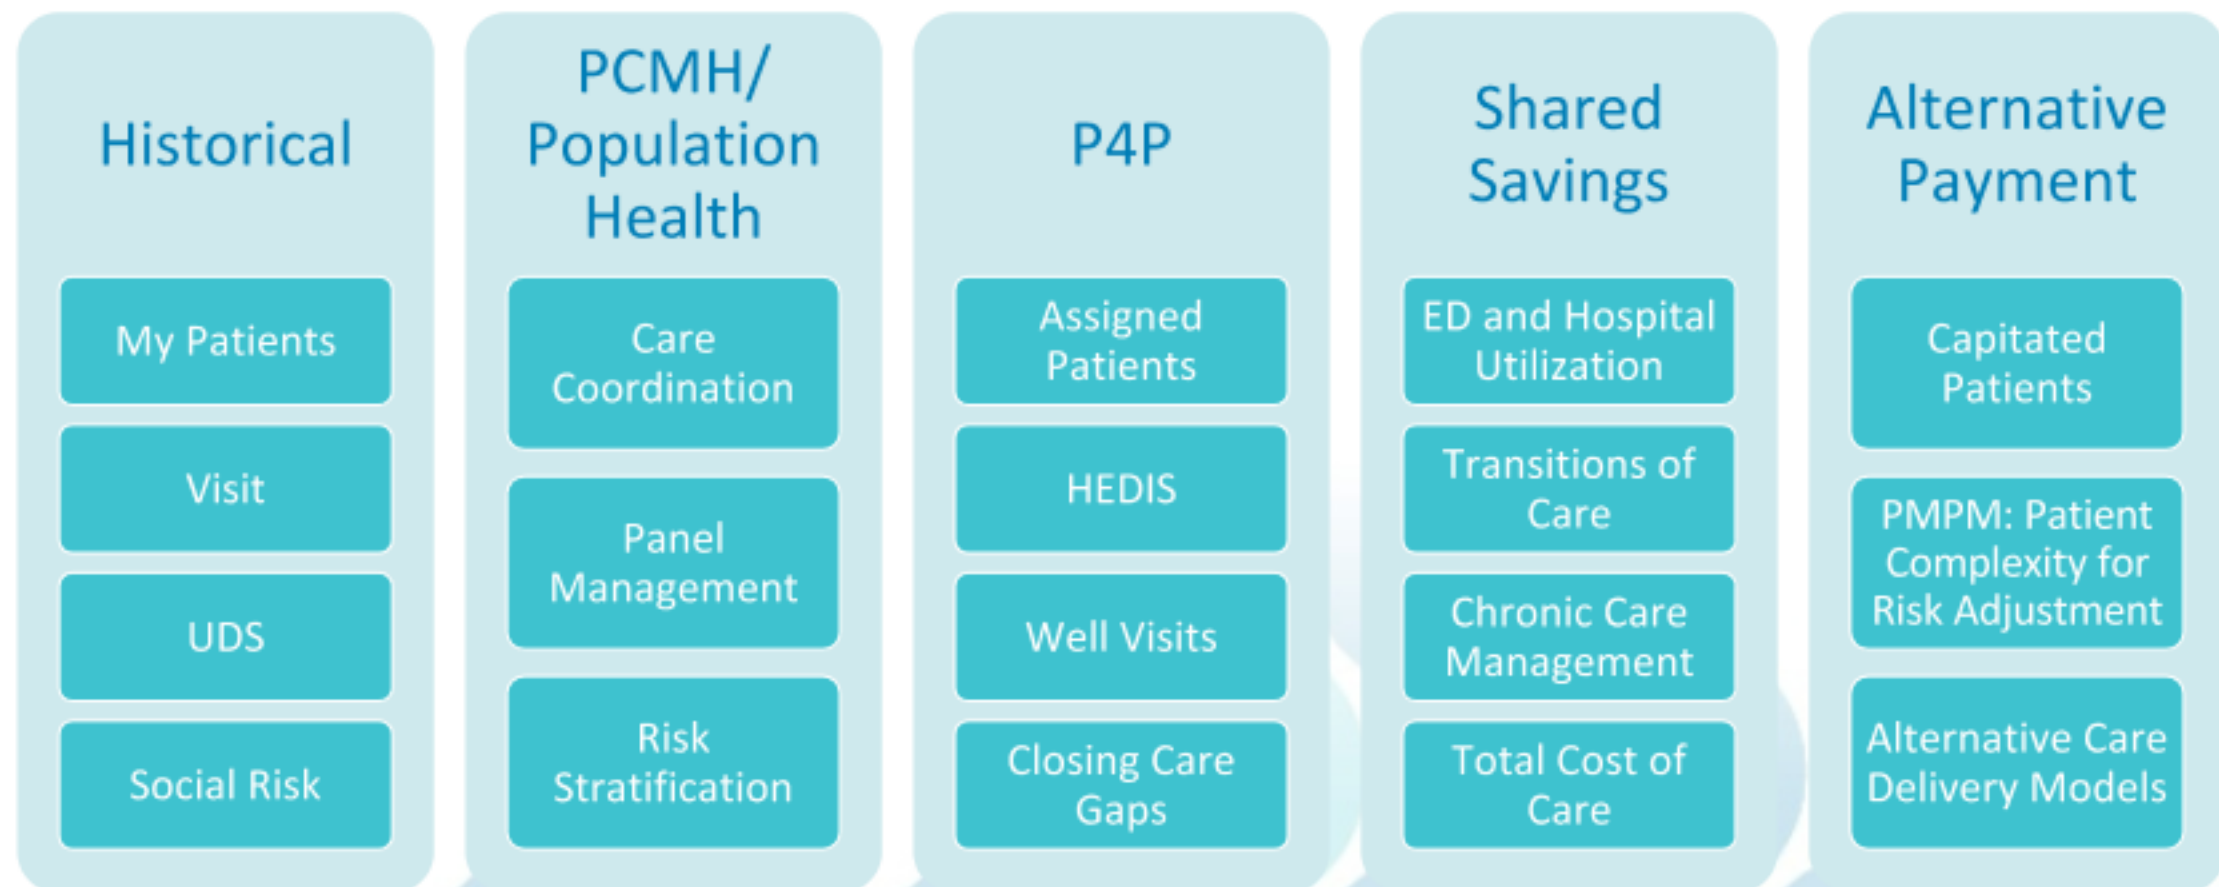 Historical
My Patients
Visit
UDS
Social Risk
PCMH/
Population
Health
Care
Coordination
Panel
Management
Risk
Stratification
P4P
Assigned
Patients
HEDIS
Well Visits
Closing Care
Gaps
Shared
Savings
ED and Hospital
Utilization
Transitions of
Care
Chronic Care
Management
Total Cost of
Care
Alternative
Payment
Capitated
Patients
PMPM: Patient
Complexity for
Risk Adjustment
Alternative Care
Delivery Models